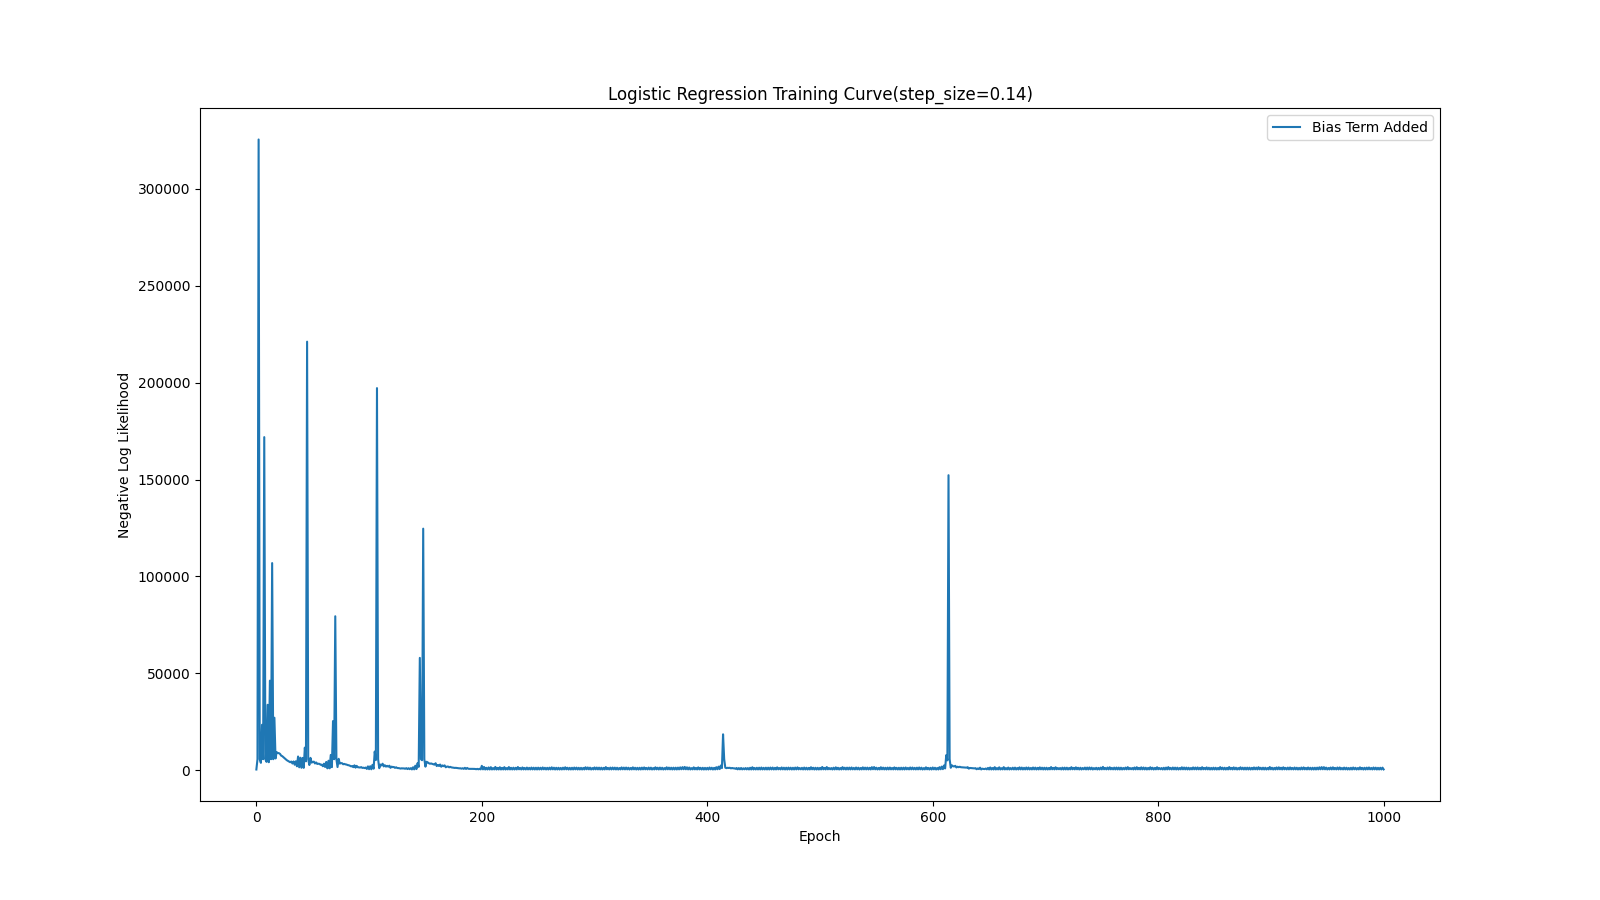 Logistic Regression Training Curve(step_size=0.14)
Bias Term Added
300000
250000
200000
150000
100000
50000
0
Negative Log Likelihood
0 200 400 600 800 1000
Epoch